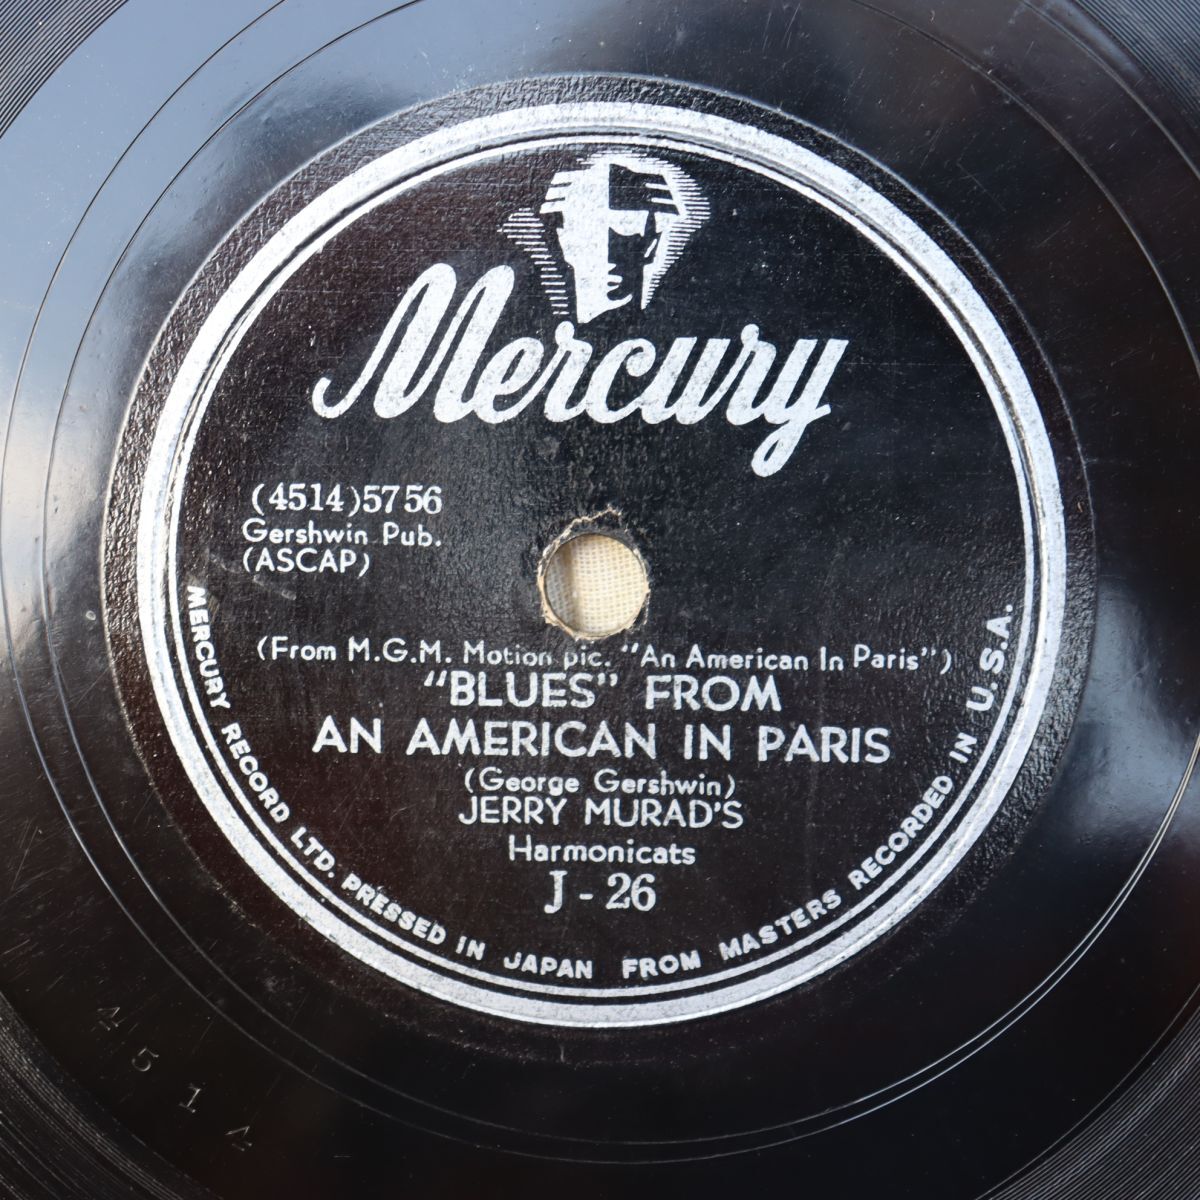 Mercury
(4514)5756
Gershwin Pub.
(ASCAP)
(From M.G.M. Motion pic. "An American In Paris")
"BLUES" FROM
AN AMERICAN IN PARIS
(George Gershwin)
JERRY MURAD'S
Harmonicats
J-26
MERCURY RECORD LTD. PRESSED IN JAPAN FROM MASTERS RECORDED IN U.S.A.
4514